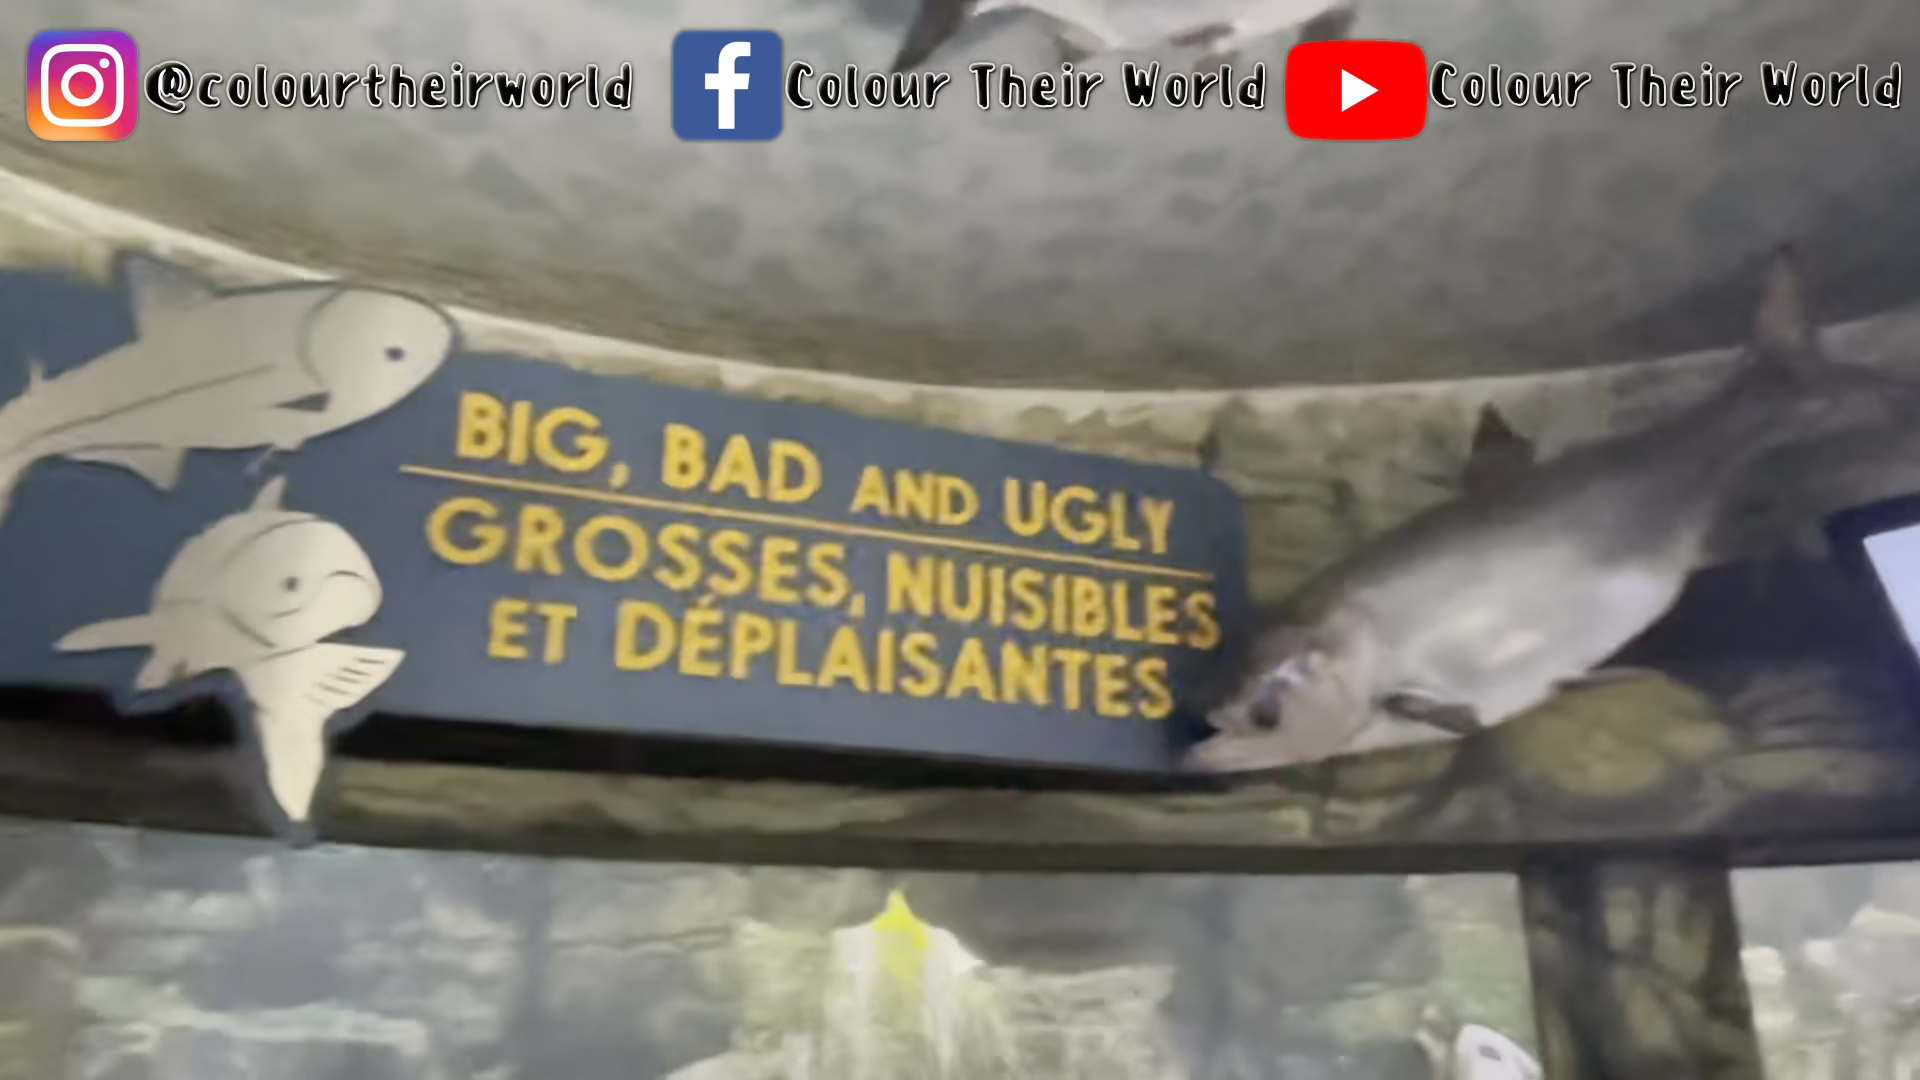 @colourtheirworld Colour Their World Colour Their World
BIG, BAD AND UGLY
GROSSES, NUISIBLES
ET DÉPLAISANTES